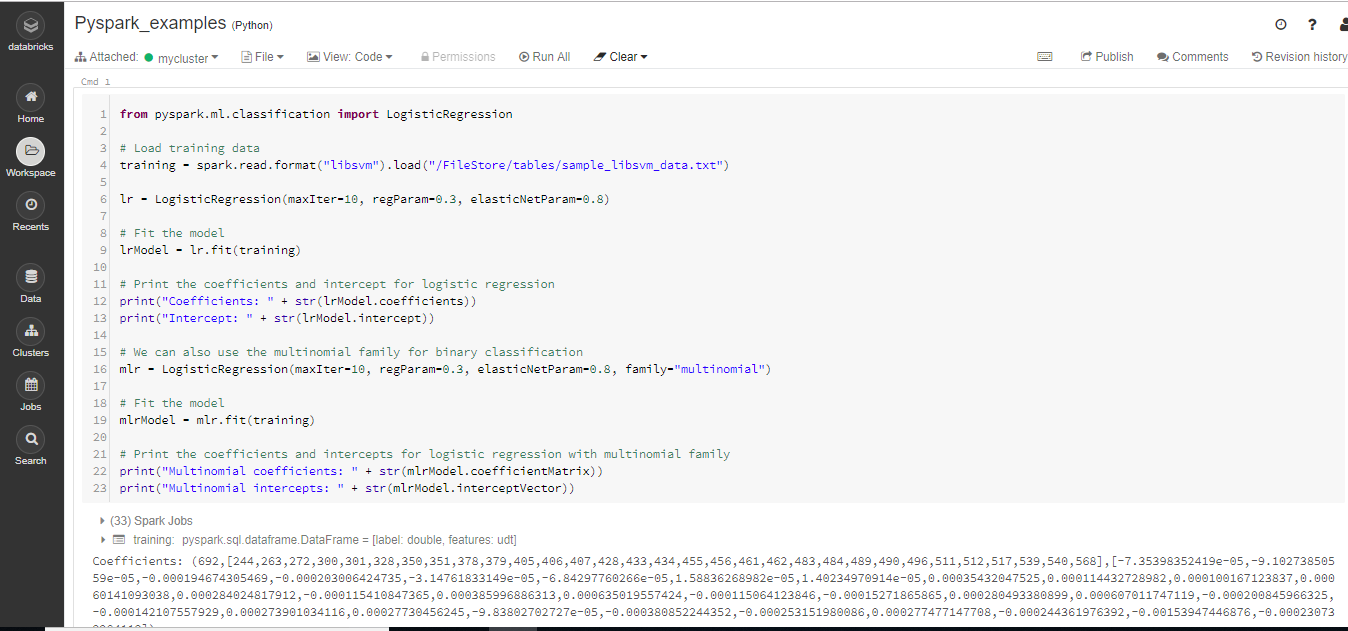 Pyspark_examples (Python)
databricks
Attached: mycluster File View: Code Permissions Run All Clear Publish Comments Revision history
Cmd 1
Home
Workspace
Recents
Data
Clusters
Jobs
Search
1 from pyspark.ml.classification import LogisticRegression
2
3 # Load training data
4 training = spark.read.format("libsvm").load("/FileStore/tables/sample_libsvm_data.txt")
5
6 lr = LogisticRegression(maxIter=10, regParam=0.3, elasticNetParam=0.8)
7
8 # Fit the model
9 lrModel = lr.fit(training)
10
11 # Print the coefficients and intercept for logistic regression
12 print("Coefficients: " + str(lrModel.coefficients))
13 print("Intercept: " + str(lrModel.intercept))
14
15 # We can also use the multinomial family for binary classification
16 mlr = LogisticRegression(maxIter=10, regParam=0.3, elasticNetParam=0.8, family="multinomial")
17
18 # Fit the model
19 mlrModel = mlr.fit(training)
20
21 # Print the coefficients and intercepts for logistic regression with multinomial family
22 print("Multinomial coefficients: " + str(mlrModel.coefficientMatrix))
23 print("Multinomial intercepts: " + str(mlrModel.interceptVector))
(33) Spark Jobs
training: pyspark.sql.dataframe.DataFrame = [label: double, features: udt]
Coefficients: (692,[244,263,272,300,301,328,350,351,378,379,405,406,407,428,433,434,455,456,461,462,483,484,489,490,496,511,512,517,539,540,568],[-7.35398352419e-05,-9.102738505
59e-05,-0.000194674305469,-0.000203006424735,-3.14761833149e-05,-6.84297760266e-05,1.58836268982e-05,1.40234970914e-05,0.00035432047525,0.000114432728982,0.000100167123837,0.000
60141093038,0.000284024817912,-0.000115410847365,0.000385996886313,0.000635019557424,-0.000115064123846,-0.00015271865865,0.000280493380899,0.000607011747119,-0.000200845966325,
-0.000142107557929,0.000273901034116,0.00027730456245,-9.83802702727e-05,-0.000380852244352,-0.000253151980086,0.000277477147708,-0.000244361976392,-0.00153947446876,-0.00023073